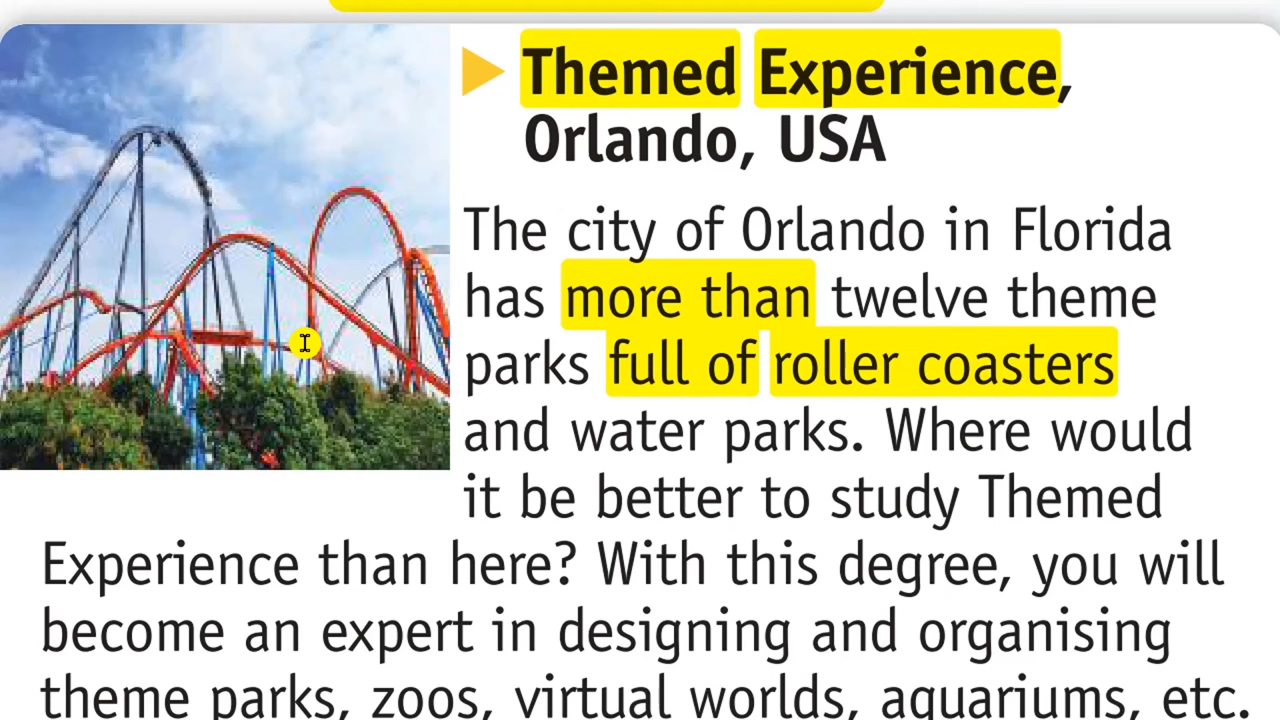 Themed Experience,
Orlando, USA
The city of Orlando in Florida
has more than twelve theme
parks full of roller coasters
and water parks. Where would
it be better to study Themed
Experience than here? With this degree, you will
become an expert in designing and organising
theme parks, zoos, virtual worlds, aquariums, etc.